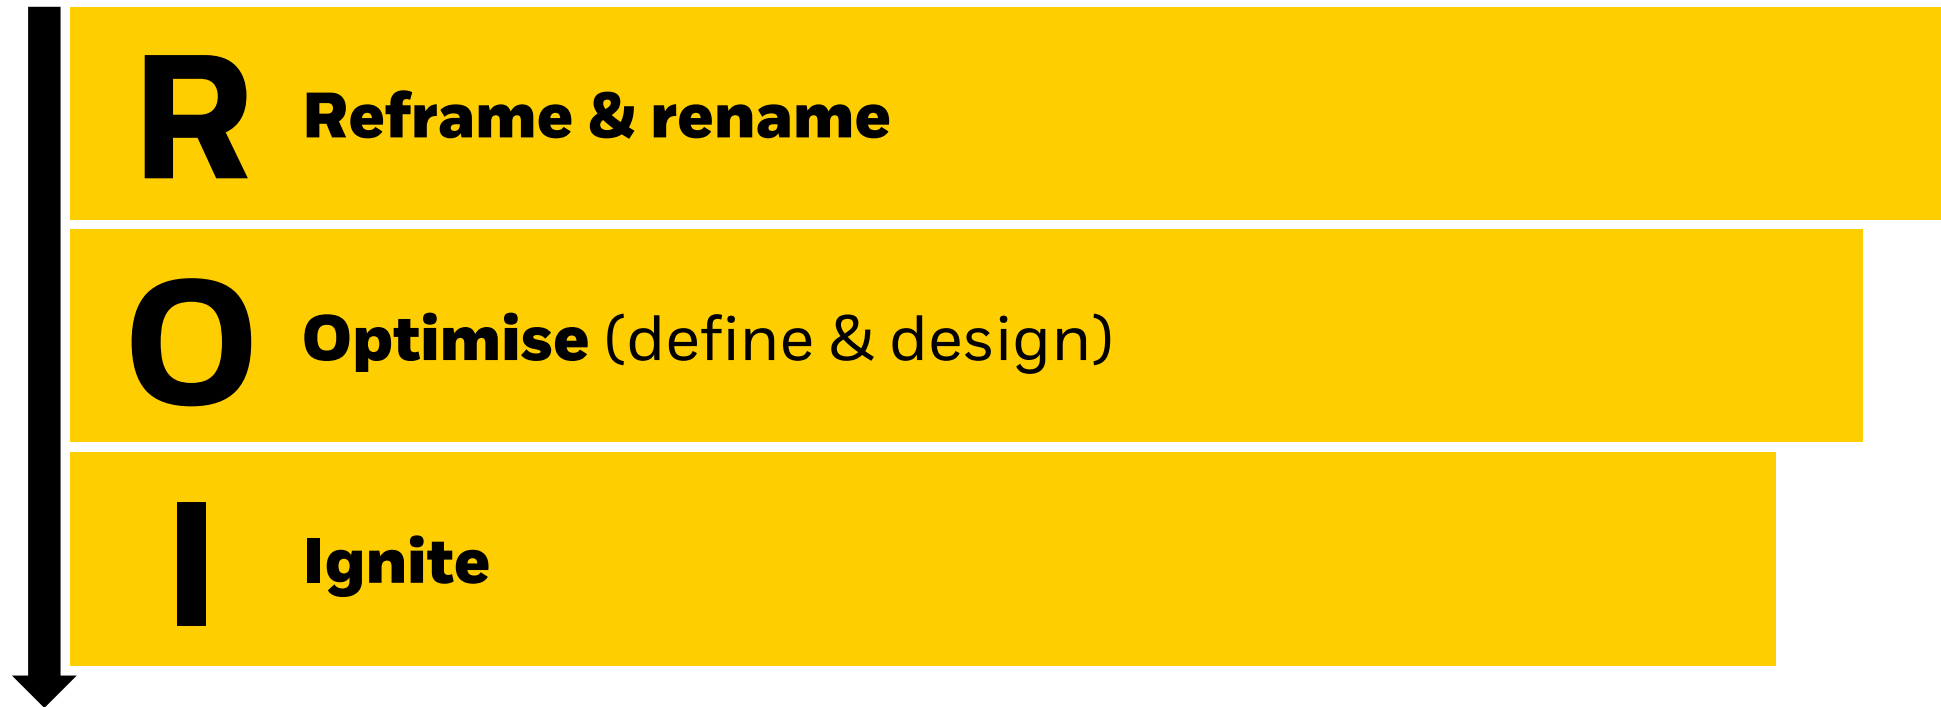 R Reframe & rename
O Optimise (define & design)
I Ignite